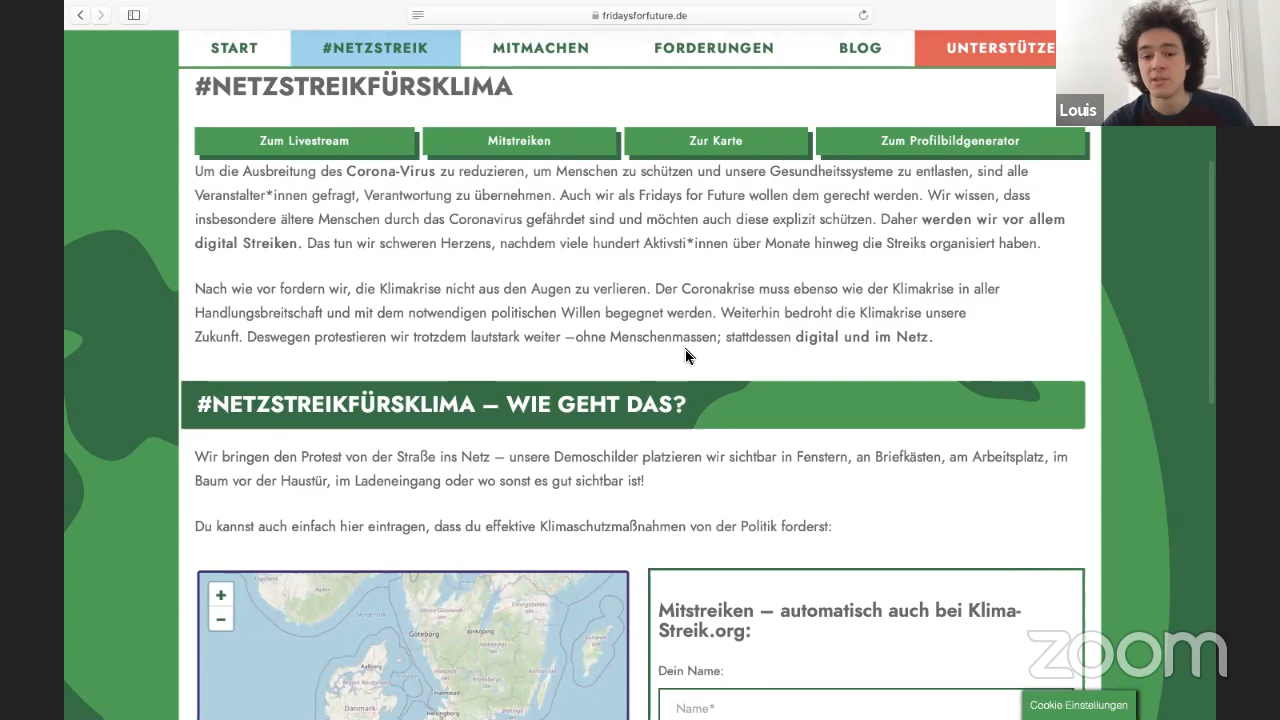 fridaysforfuture.de
START #NETZSTREIK MITMACHEN FORDERUNGEN BLOG UNTERSTÜTZE
Louis
#NETZSTREIKFÜRSKLIMA
Zum Livestream Mitstreiken Zur Karte Zum Profilbildgenerator
Um die Ausbreitung des Corona-Virus zu reduzieren, um Menschen zu schützen und unsere Gesundheitssysteme zu entlasten, sind alle
Veranstalter*innen gefragt, Verantwortung zu übernehmen. Auch wir als Fridays for Future wollen dem gerecht werden. Wir wissen, dass
insbesondere ältere Menschen durch das Coronavirus gefährdet sind und möchten auch diese explizit schützen. Daher werden wir vor allem
digital Streiken. Das tun wir schweren Herzens, nachdem viele hundert Aktivsti*innen über Monate hinweg die Streiks organisiert haben.
Nach wie vor fordern wir, die Klimakrise nicht aus den Augen zu verlieren. Der Coronakrise muss ebenso wie der Klimakrise in aller
Handlungsbereitschaft und mit dem notwendigen politischen Willen begegnet werden. Weiterhin bedroht die Klimakrise unsere
Zukunft. Deswegen protestieren wir trotzdem lautstark weiter –ohne Menschenmassen; stattdessen digital und im Netz.
#NETZSTREIKFÜRSKLIMA – WIE GEHT DAS?
Wir bringen den Protest von der Straße ins Netz – unsere Demoschilder platzieren wir sichtbar in Fenstern, an Briefkästen, am Arbeitsplatz, im
Baum vor der Haustür, im Ladeneingang oder wo sonst es gut sichtbar ist!
Du kannst auch einfach hier eintragen, dass du effektive Klimaschutzmaßnahmen von der Politik forderst:
+
−
Göteborg
Jönköping
Aalborg
Halmstad
Danmark
Helsingborg
Mitstreiken – automatisch auch bei Klima-
Streik.org:
Dein Name:
Name*
zoom
Cookie Einstellungen